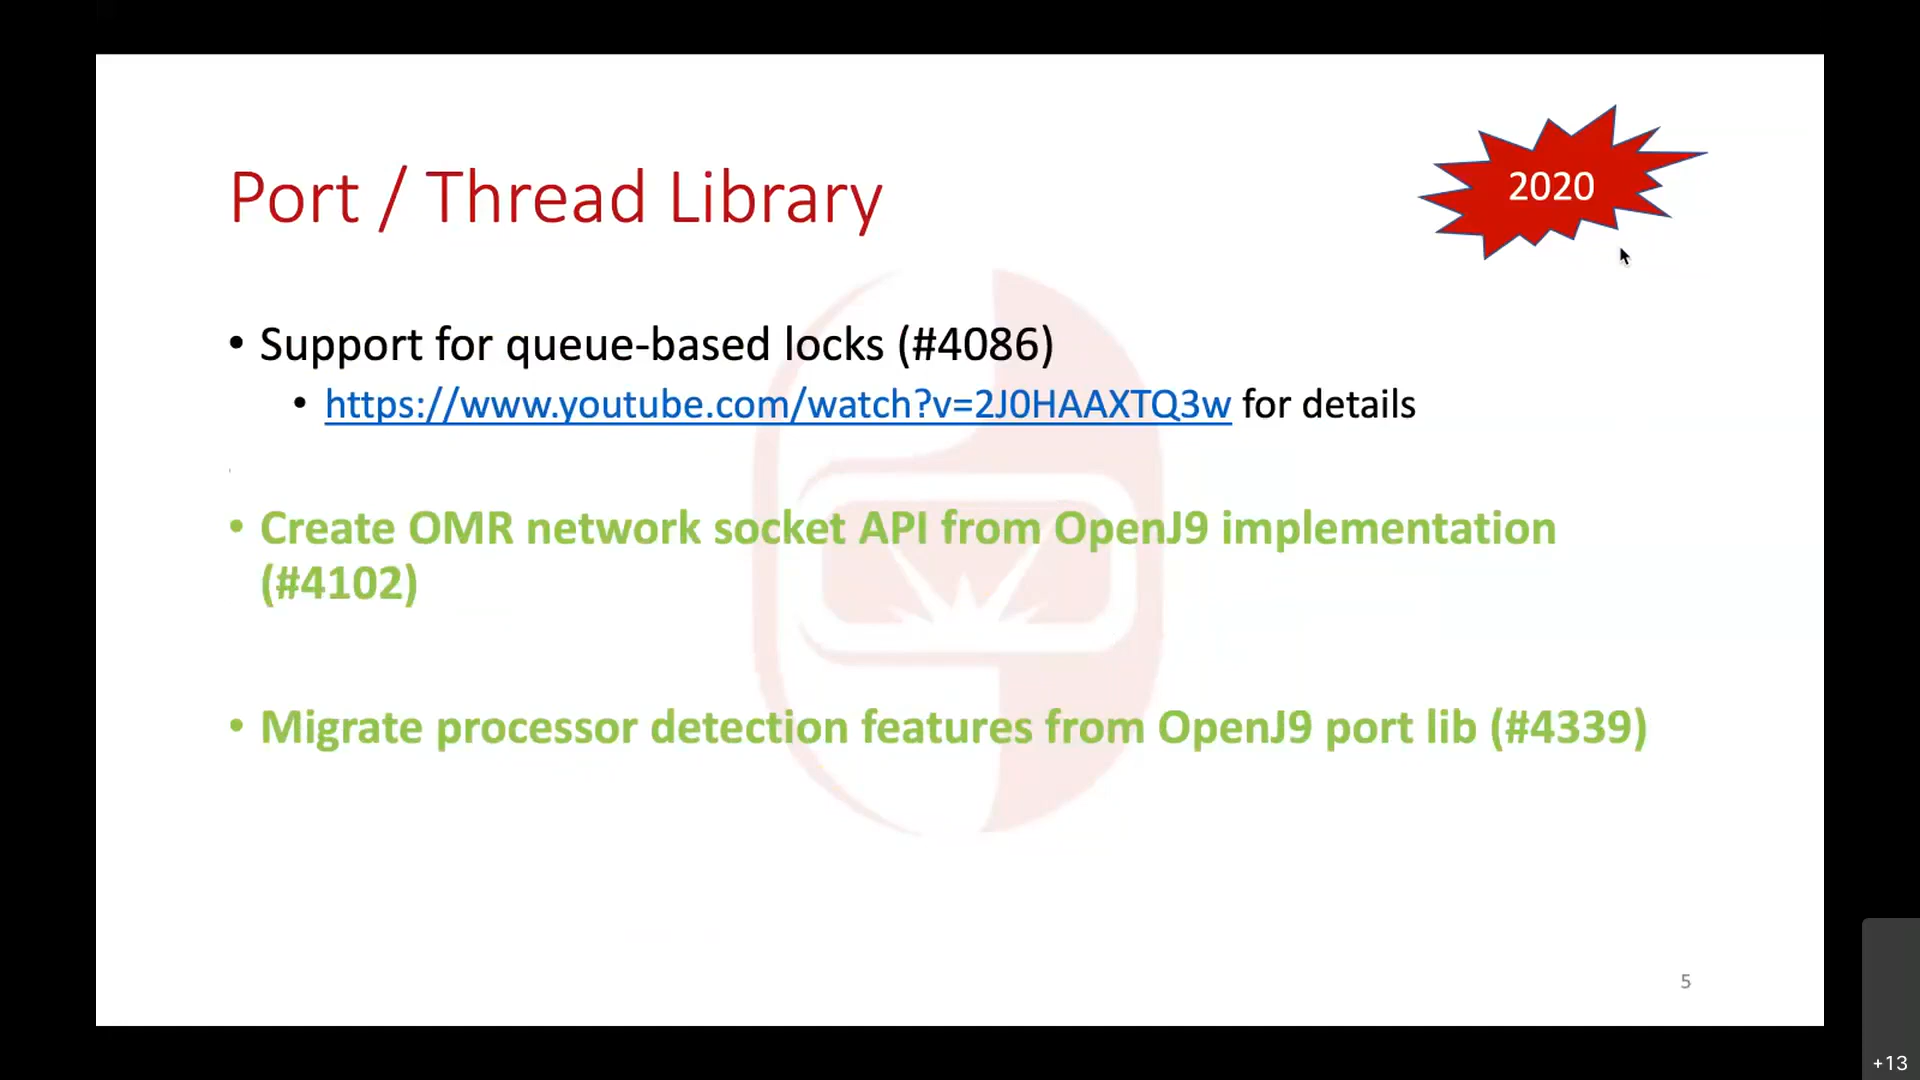 Port / Thread Library
2020
• Support for queue-based locks (#4086)
• https://www.youtube.com/watch?v=2J0HAAXTQ3w for details
• Create OMR network socket API from OpenJ9 implementation
(#4102)
• Migrate processor detection features from OpenJ9 port lib (#4339)
5
+13